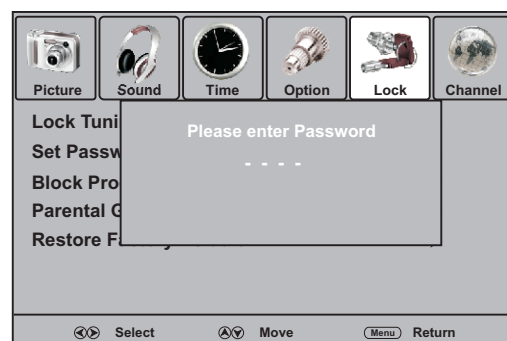 Picture Sound Time Option Lock Channel
Lock Tuni
Please enter Password
Set Passw
- - - -
Block Pro
Parental G
Restore Fa
Select Move Menu Return